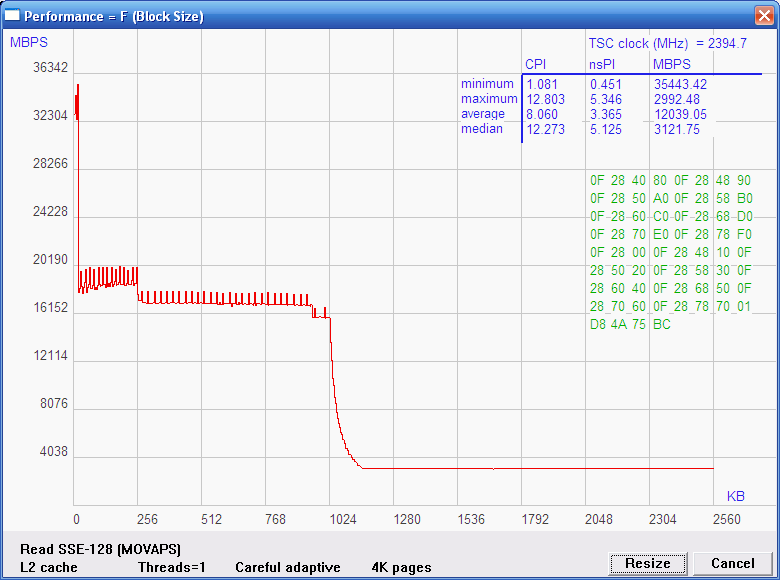 Performance = F (Block Size)
MBPS
TSC clock (MHz) = 2394.7
CPI nsPI MBPS
minimum 1.081 0.451 35443.42
maximum 12.803 5.346 2992.48
average 8.060 3.365 12039.05
median 12.273 5.125 3121.75
36342
32304
28266
24228
20190
16152
12114
8076
4038
0F 28 40 80 0F 28 48 90
0F 28 50 A0 0F 28 58 B0
0F 28 60 C0 0F 28 68 D0
0F 28 70 E0 0F 28 78 F0
0F 28 00 0F 28 48 10 0F
28 50 20 0F 28 58 30 0F
28 60 40 0F 28 68 50 0F
28 70 60 0F 28 78 70 01
D8 4A 75 BC
KB
0 256 512 768 1024 1280 1536 1792 2048 2304 2560
Read SSE-128 (MOVAPS)
L2 cache Threads=1 Careful adaptive 4K pages
Resize Cancel